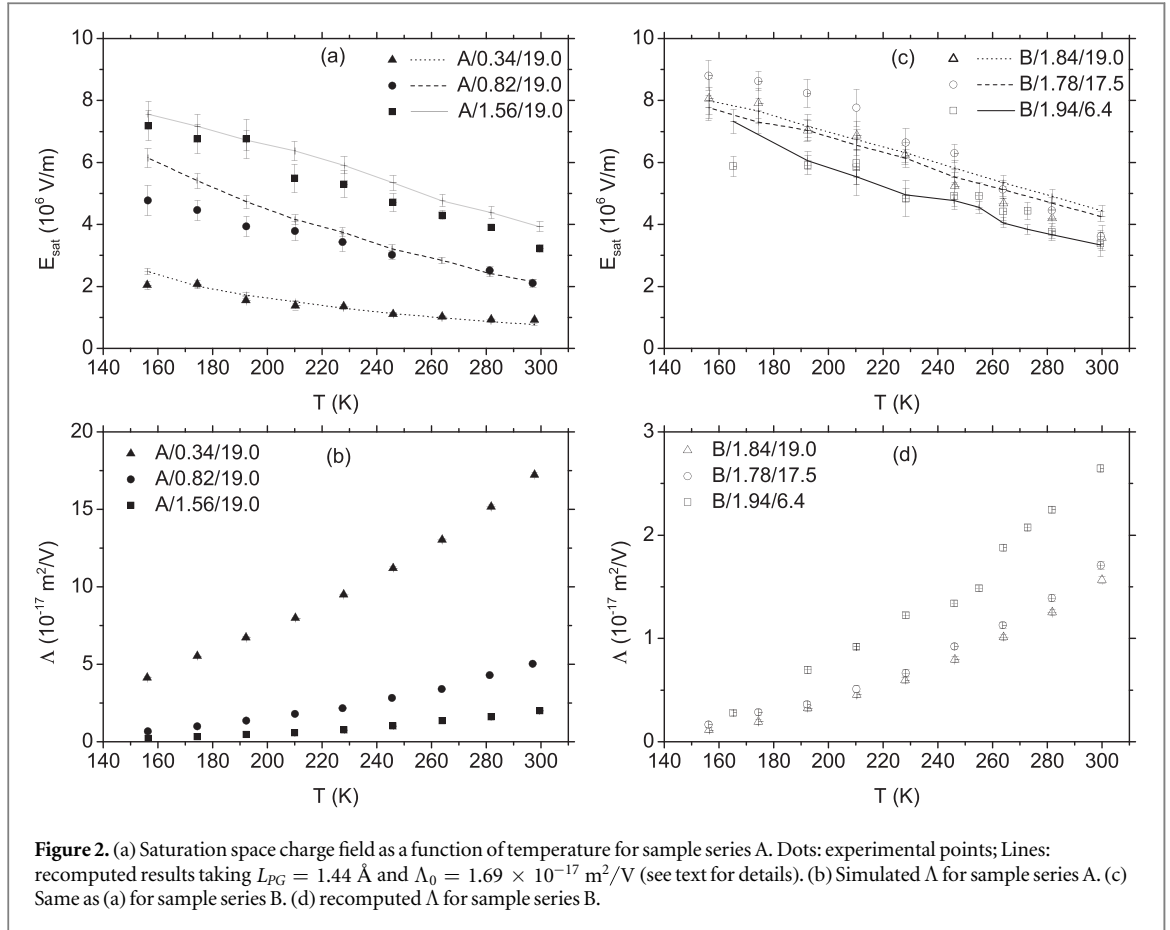 (a)
A/0.34/19.0
A/0.82/19.0
A/1.56/19.0
10
8
6
4
2
0
E_sat (10^6 V/m)
140 160 180 200 220 240 260 280 300
T (K)
(c)
B/1.84/19.0
B/1.78/17.5
B/1.94/6.4
10
8
6
4
2
0
E_sat (10^6 V/m)
140 160 180 200 220 240 260 280 300
T (K)
(b)
A/0.34/19.0
A/0.82/19.0
A/1.56/19.0
20
15
10
5
0
Λ (10^-17 m^2/V)
140 160 180 200 220 240 260 280 300
T (K)
(d)
B/1.84/19.0
B/1.78/17.5
B/1.94/6.4
3
2
1
0
Λ (10^-17 m^2/V)
140 160 180 200 220 240 260 280 300
T (K)
Figure 2. (a) Saturation space charge field as a function of temperature for sample series A. Dots: experimental points; Lines:
recomputed results taking L_PG = 1.44 Å and Λ_0 = 1.69 × 10^-17 m^2/V (see text for details). (b) Simulated Λ for sample series A. (c)
Same as (a) for sample series B. (d) recomputed Λ for sample series B.